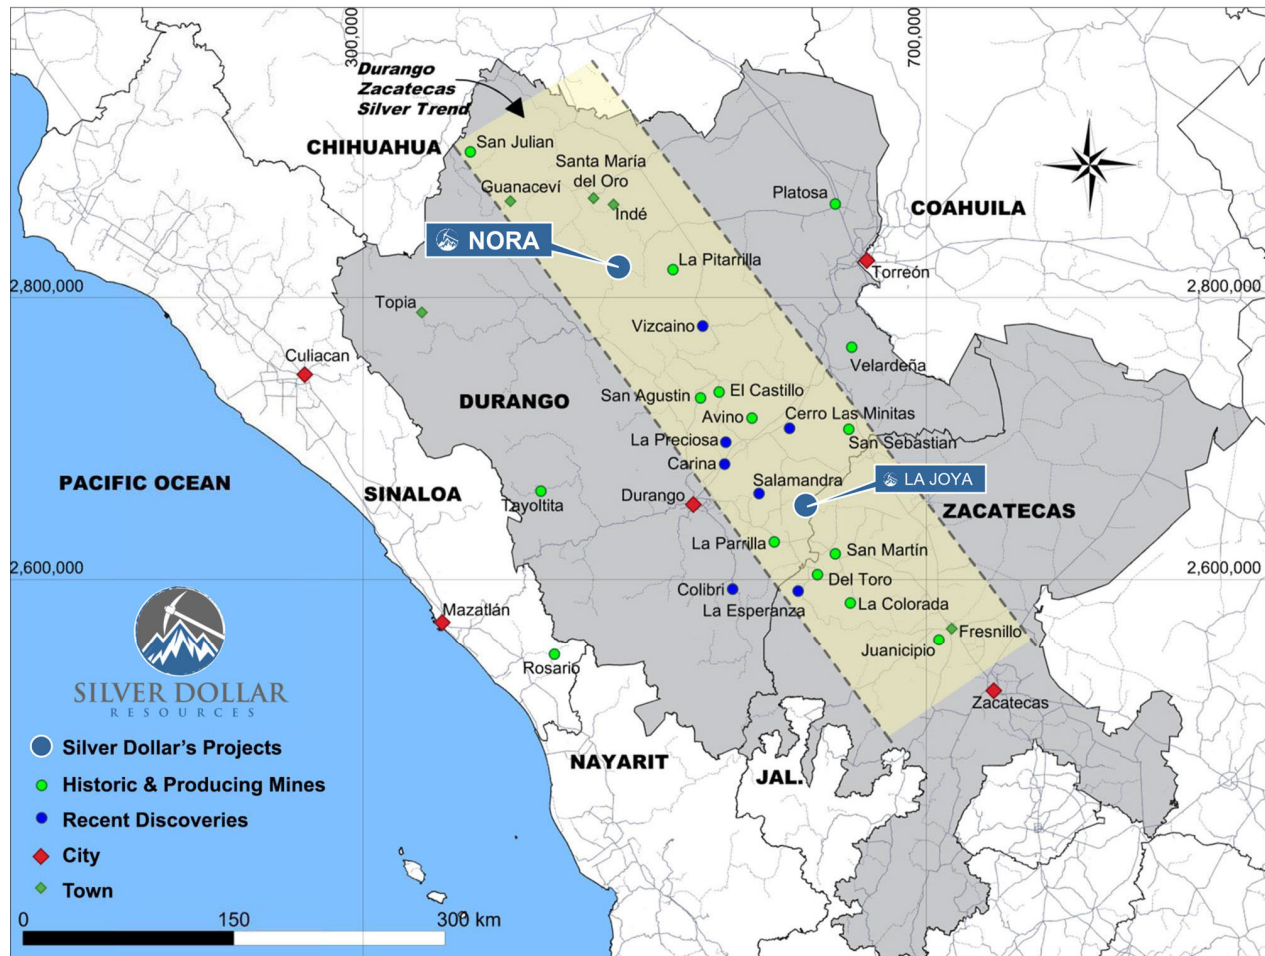 300,000
700,000
Durango
Zacatecas
Silver Trend
N
CHIHUAHUA
San Julian
Santa María
del Oro
Guanaceví
Indé
Platosa
COAHUILA
NORA
La Pitarrilla
Torreón
2,800,000
2,800,000
Topia
Vizcaino
Culiacan
Velardeña
San Agustin
El Castillo
DURANGO
Avino
Cerro Las Minitas
La Preciosa
San Sebastian
Carina
PACIFIC OCEAN
SINALOA
Salamandra
LA JOYA
Durango
Tayoltita
ZACATECAS
La Parrilla
San Martín
2,600,000
2,600,000
Del Toro
Colibri
La Esperanza
La Colorada
Mazatlán
Fresnillo
Juanicipio
Rosario
SILVER DOLLAR
RESOURCES
Zacatecas
Silver Dollar's Projects
NAYARIT
JAL.
Historic & Producing Mines
Recent Discoveries
City
Town
0 150 300 km